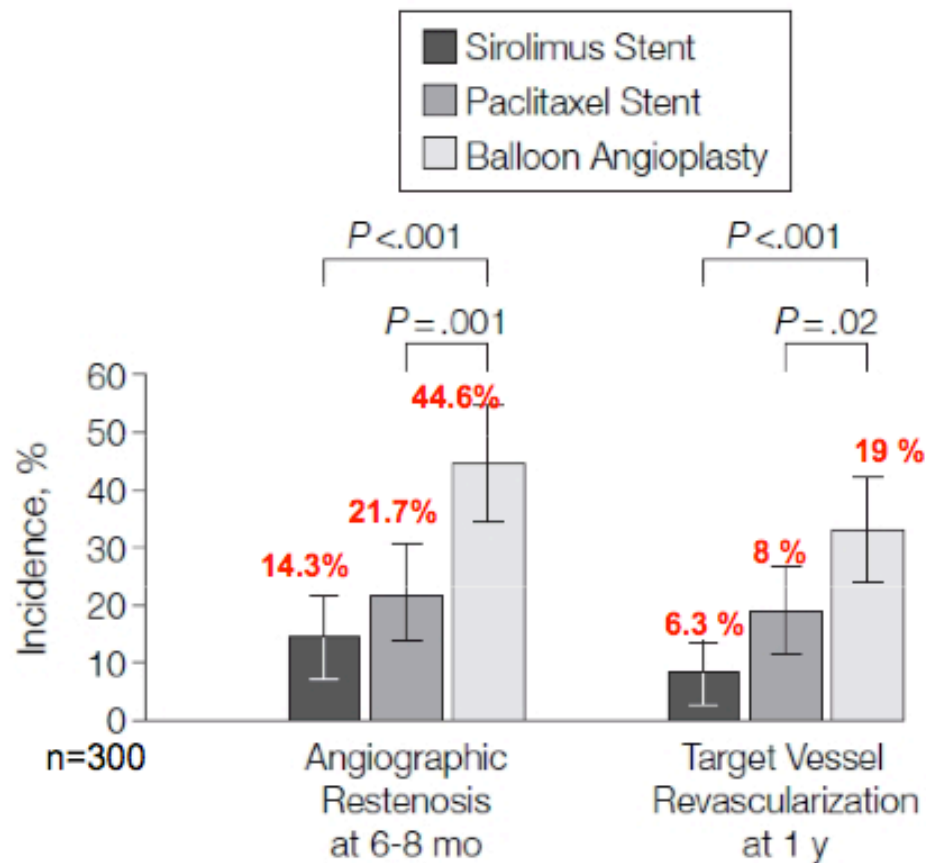 Sirolimus Stent
Paclitaxel Stent
Balloon Angioplasty
P<.001
P<.001
P=.001
P=.02
Incidence, %
60
50
40
30
20
10
0
14.3%
21.7%
44.6%
6.3 %
8 %
19 %
n=300
Angiographic
Restenosis
at 6-8 mo
Target Vessel
Revascularization
at 1 y